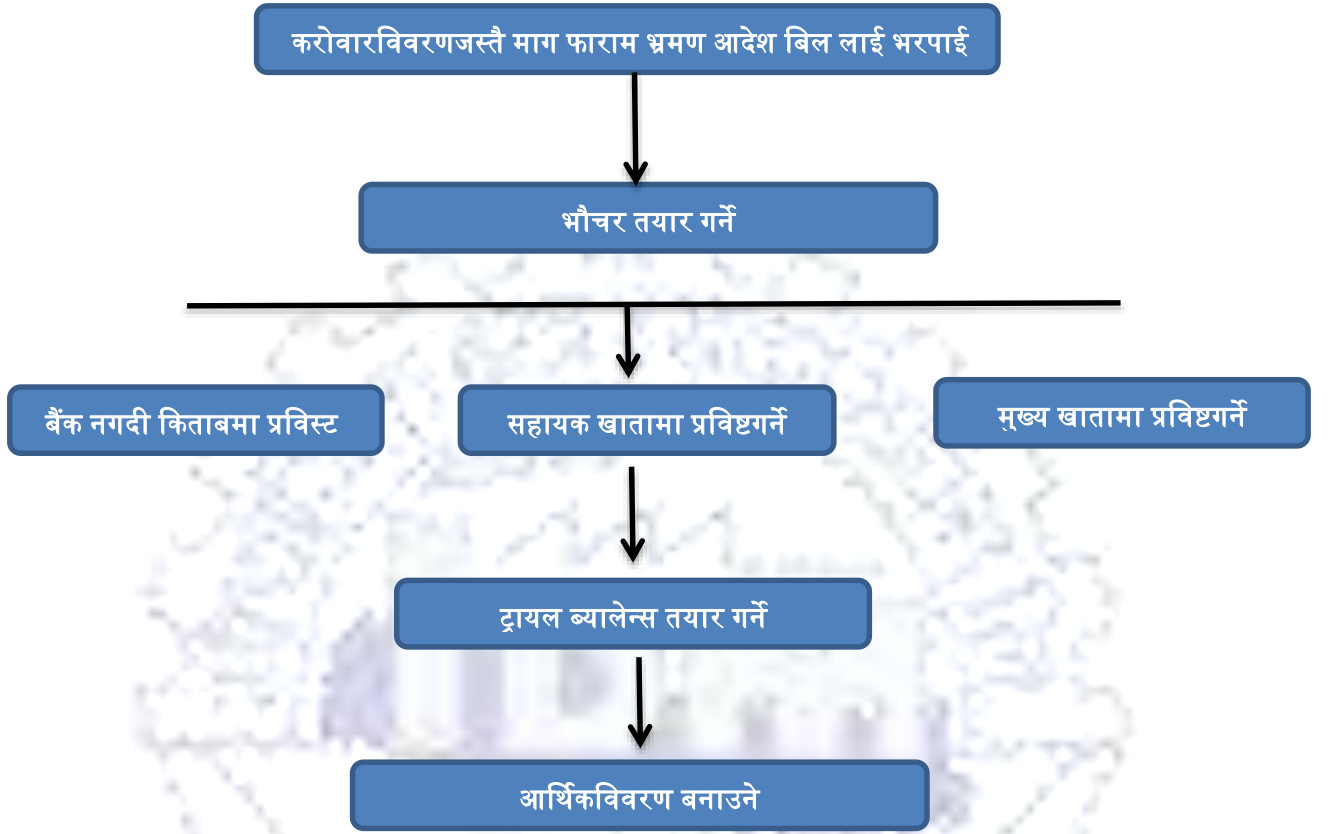 करोवारविवरणजस्तै माग फाराम भ्रमण आदेश बिल लाई भरपाई
भौचर तयार गर्ने
बैंक नगदी किताबमा प्रविस्ट
सहायक खातामा प्रविष्टगर्ने
मुख्य खातामा प्रविष्टगर्ने
ट्रायल ब्यालेन्स तयार गर्ने
आर्थिकविवरण बनाउने